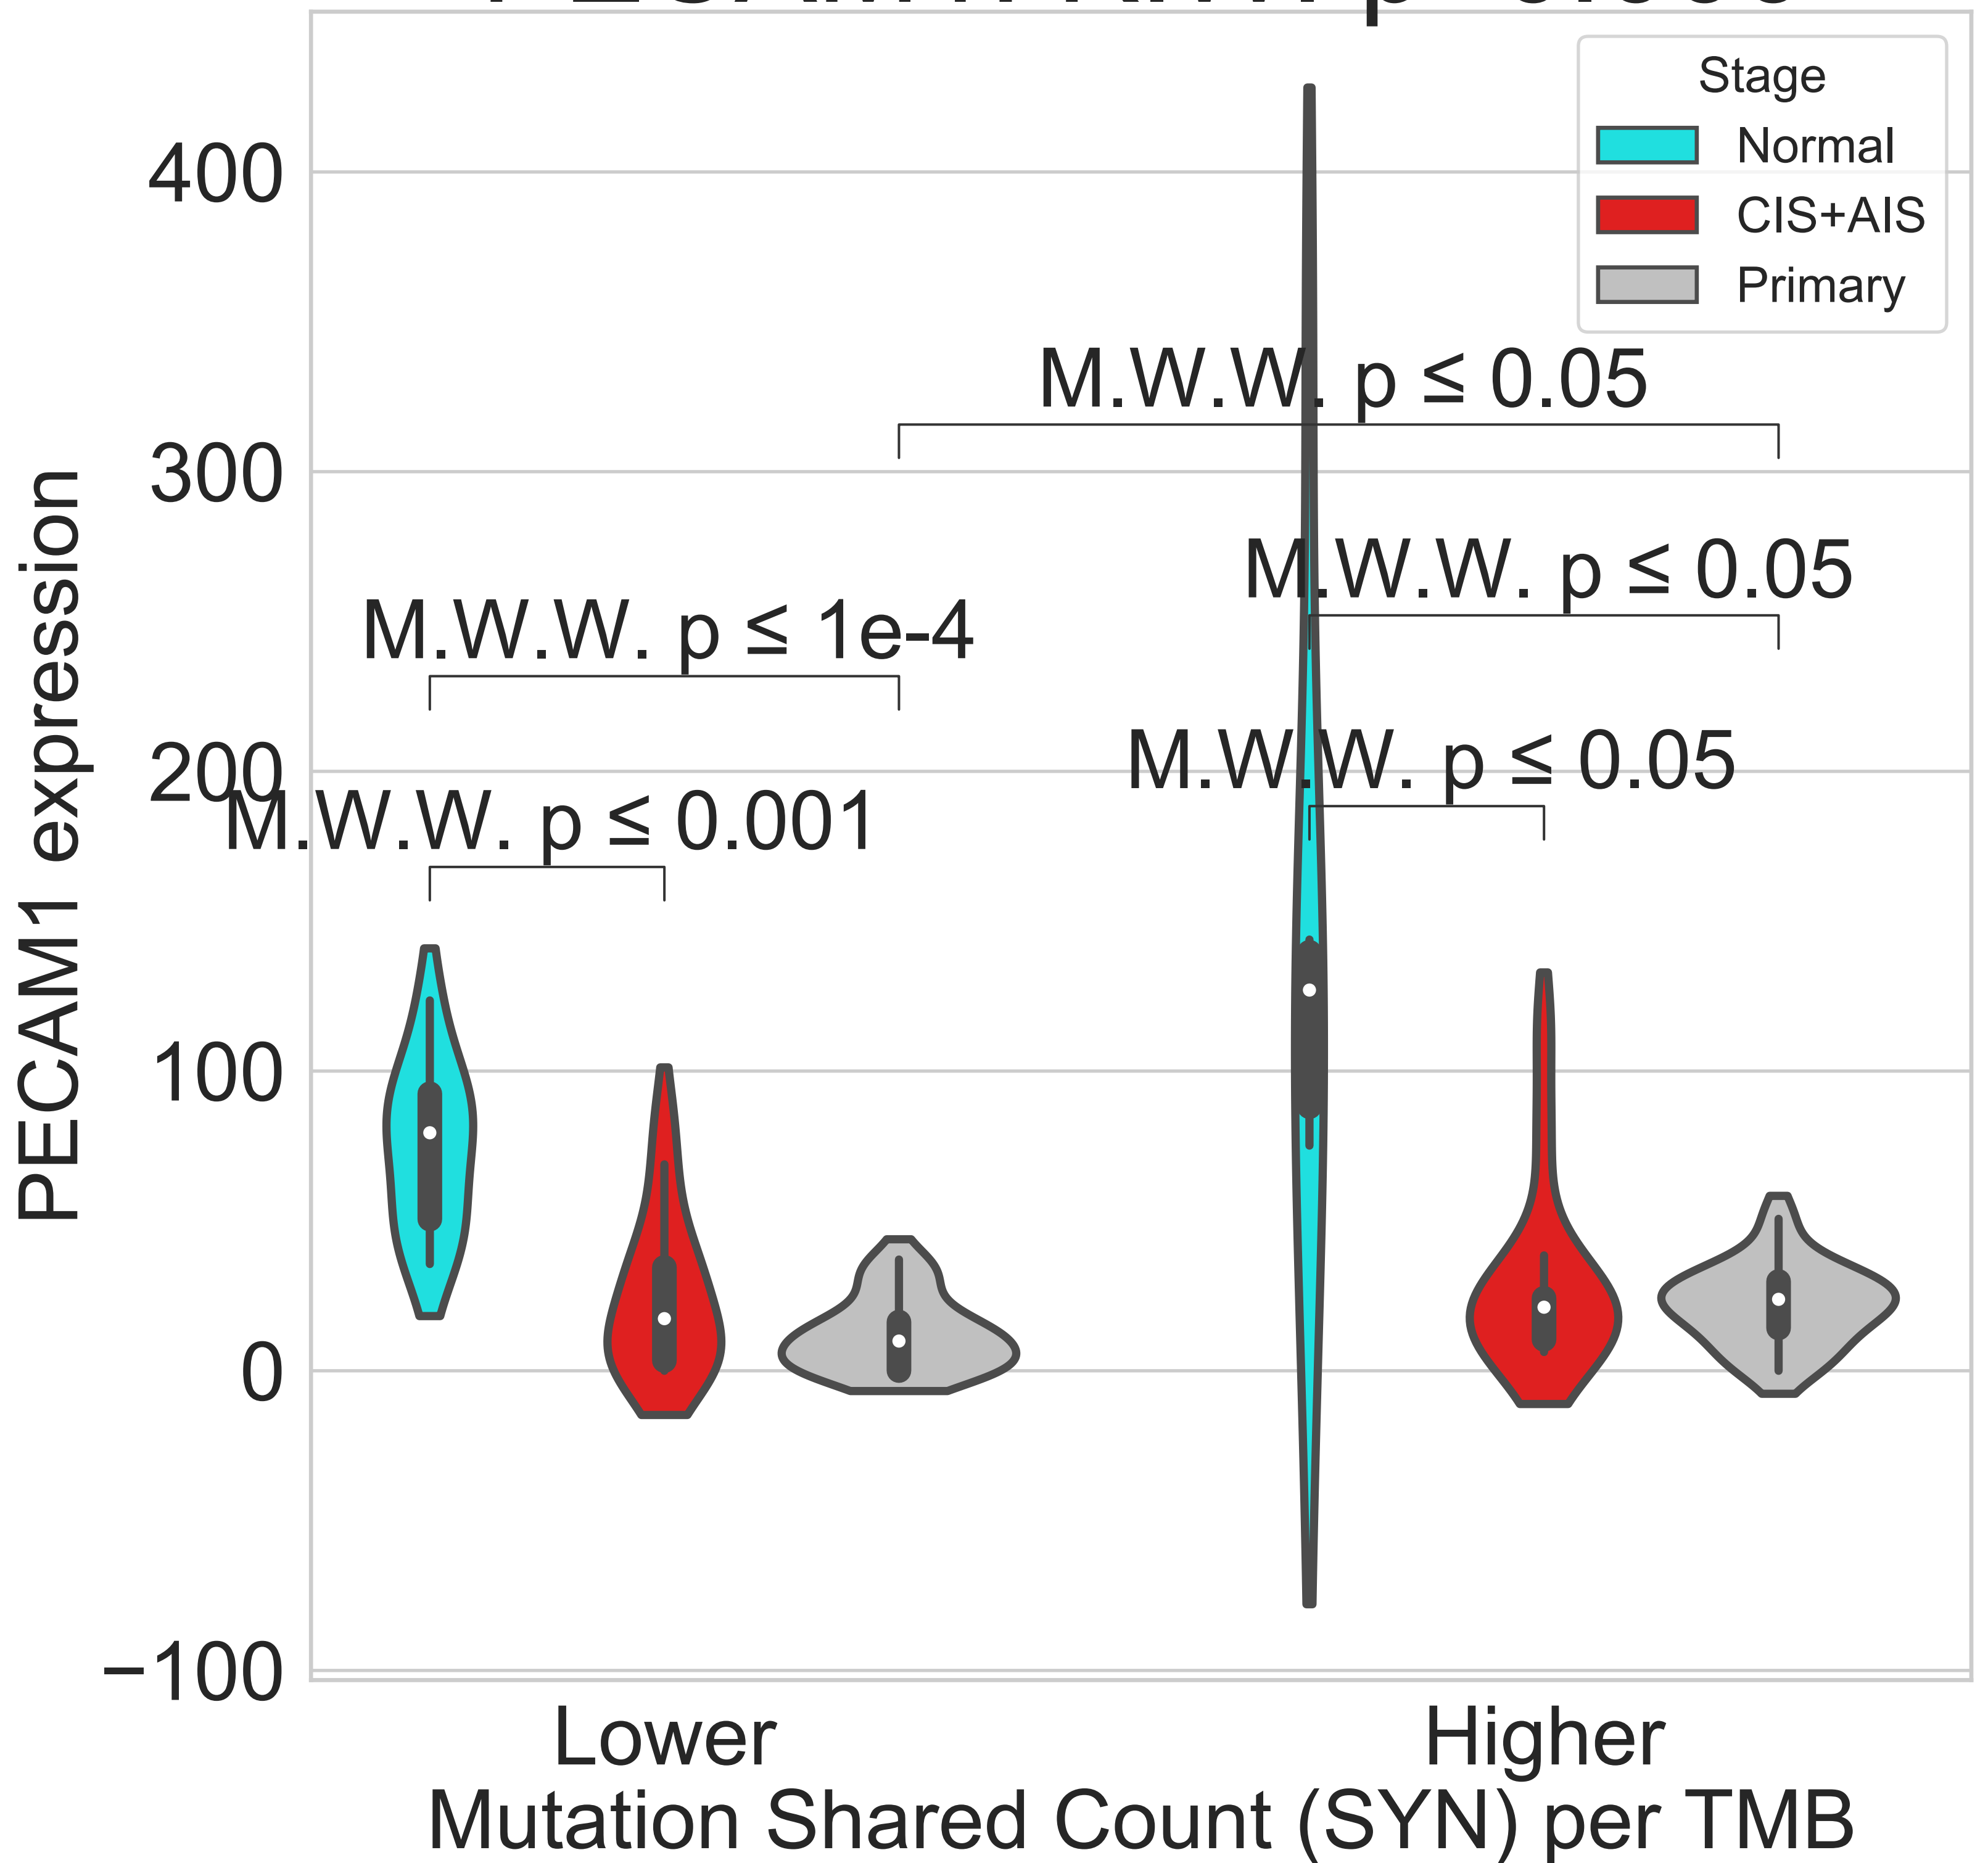 Stage
Normal
CIS+AIS
Primary
400
300
200
100
0
−100
PECAM1 expression
M.W.W. p ≤ 0.05
M.W.W. p ≤ 0.05
M.W.W. p ≤ 1e-4
M.W.W. p ≤ 0.05
M.W.W. p ≤ 0.001
Lower
Higher
Mutation Shared Count (SYN) per TMB